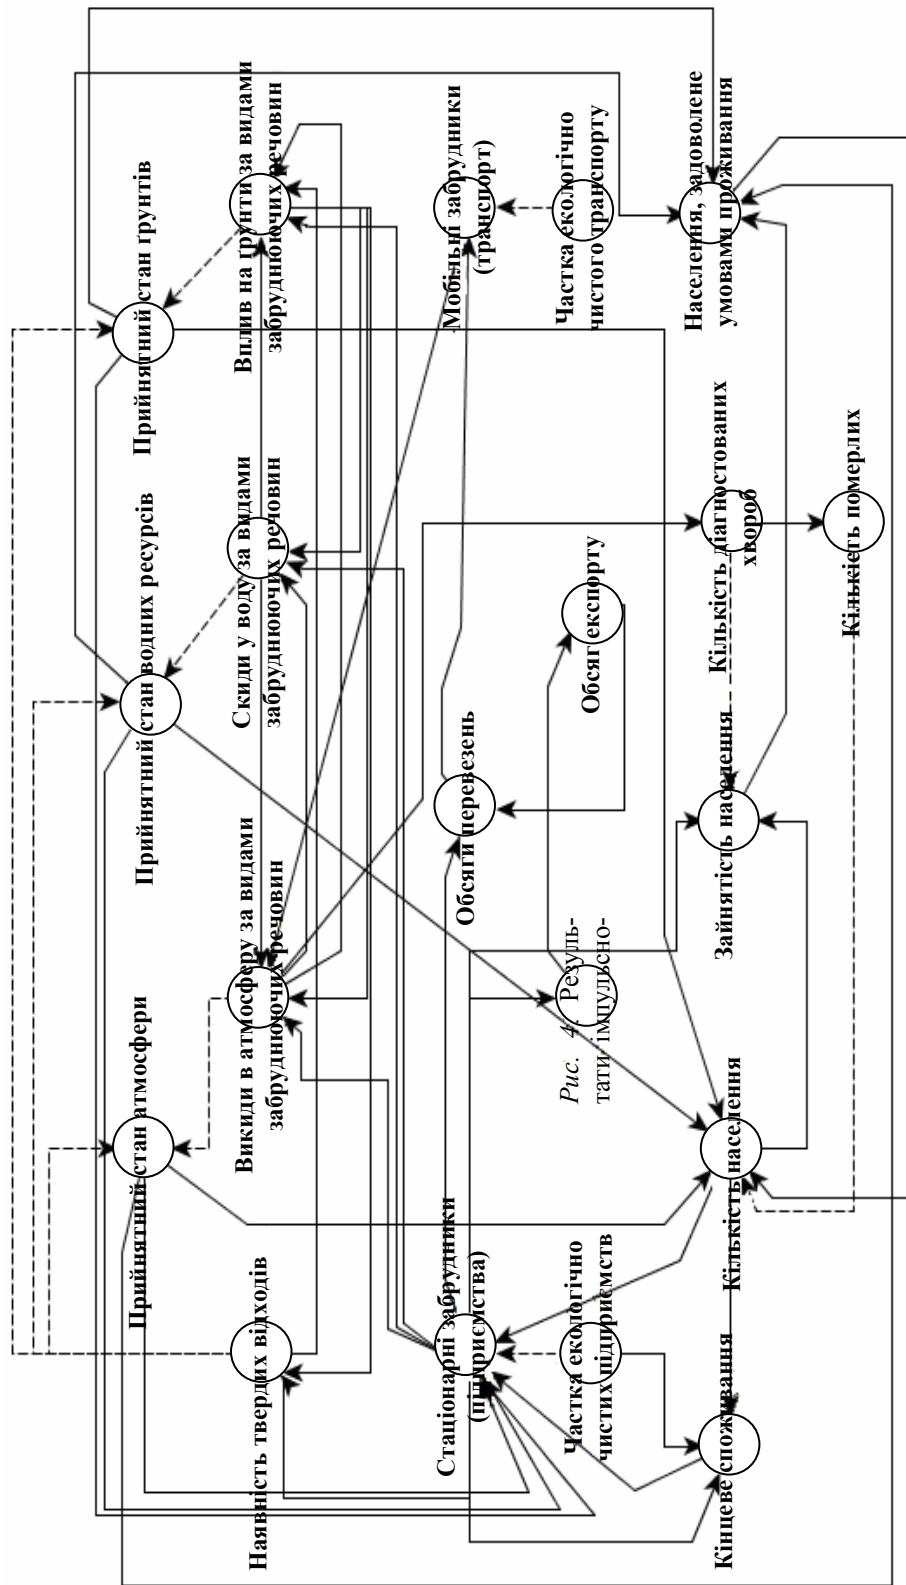 Прийнятний стан атмосфери
Прийнятний стан водних ресурсів
Прийнятний стан ґрунтів
Наявність твердих відходів
Викиди в атмосферу за видами
забруднюючих речовин
Скиди у воду за видами
забруднюючих речовин
Вплив на ґрунти за видами
забруднюючих речовин
Стаціонарні забрудники
(підприємства)
Обсяги перевезень
Мобільні забрудники
(транспорт)
Частка екологічно
чистих підприємств
Рис. 4. Резуль-
тати імпульсно-
Обсяг експорту
Частка екологічно
чистого транспорту
Кінцеве споживання
Кількість населення
Зайнятість населення
Кількість діагностованих
хвороб
Населення, задоволене
умовами проживання
Кількість померлих